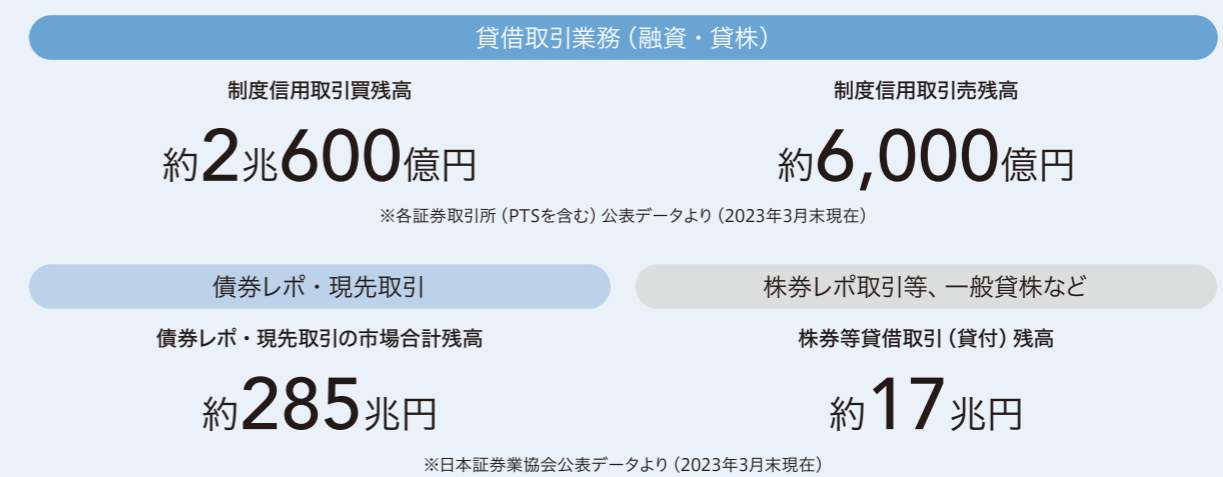 貸借取引業務(融資・貸株)
制度信用取引買残高
制度信用取引売残高
約2兆600億円
約6,000億円
※各証券取引所(PTSを含む)公表データより(2023年3月末現在)
債券レポ・現先取引
株券レポ取引等、一般貸株など
債券レポ・現先取引の市場合計残高
株券等貸借取引(貸付)残高
約285兆円
約17兆円
※日本証券業協会公表データより(2023年3月末現在)